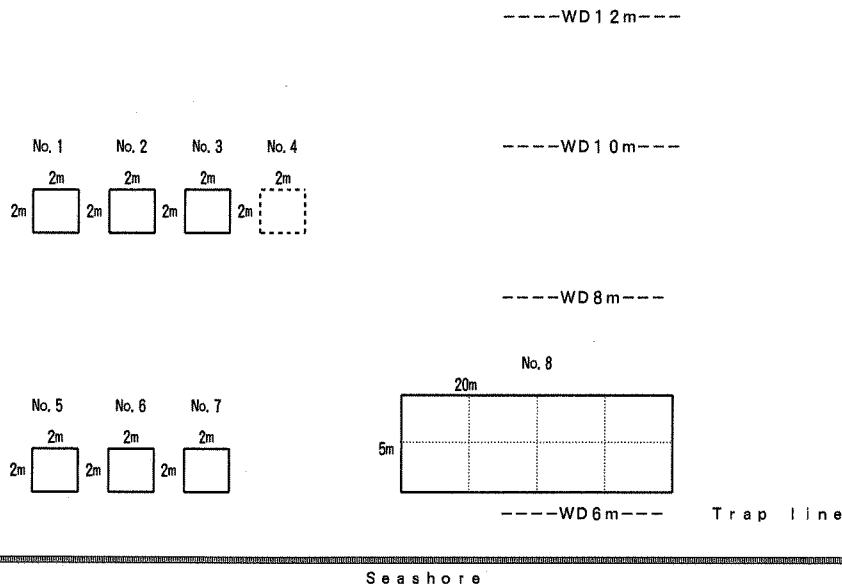 ----WD12m---
No. 1 No. 2 No. 3 No. 4 ----WD10m---
2m 2m 2m 2m
2m 2m 2m 2m
----WD8m---
No. 8
20m
No. 5 No. 6 No. 7
2m 2m 2m
5m
2m 2m 2m
----WD6m--- Trap line
Seashore